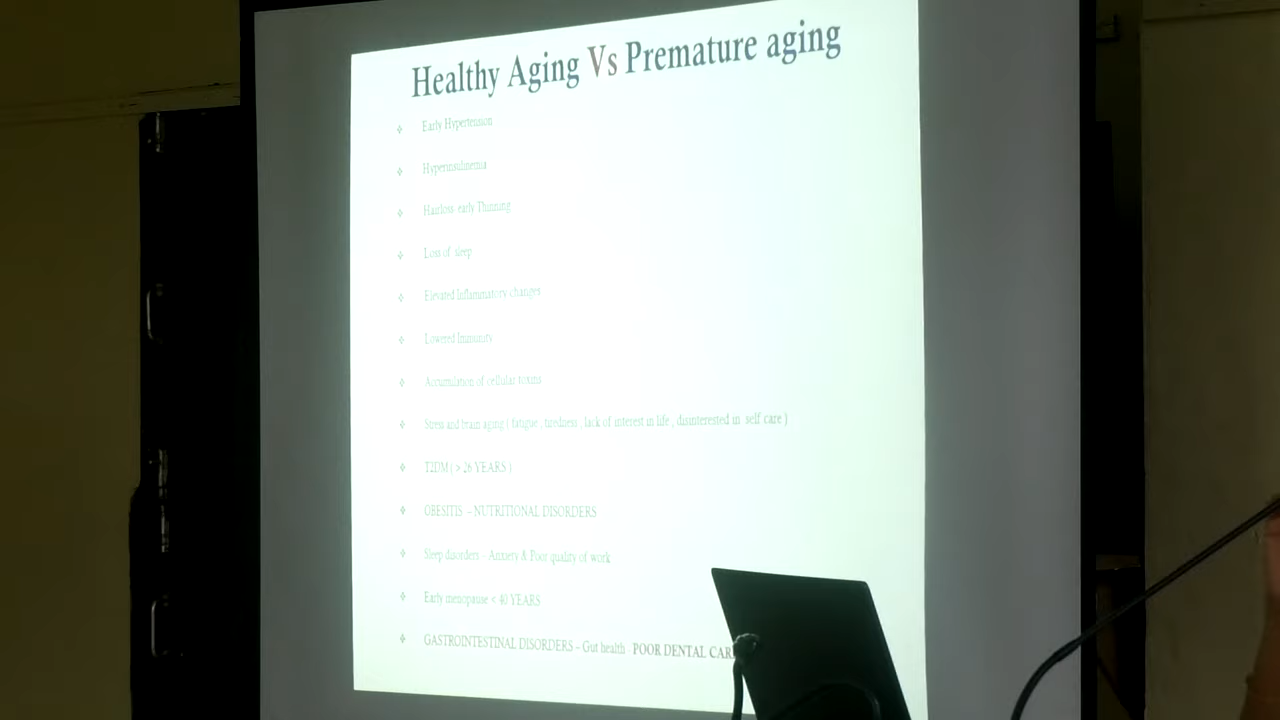 Healthy Aging Vs Premature aging
Early Hypertension
Hyperinsulinemia
Hairloss early Thinning
Loss of sleep
Elevated Inflammatory changes
Lowered Immunity
Accumulation of cellular toxins
Stress and brain aging ( fatigue , tiredness , lack of interest in life , disinterested in self care )
T2DM ( > 26 YEARS )
OBESITIS - NUTRITIONAL DISORDERS
Sleep disorders - Anxiety & Poor quality of work
Early menopause < 40 YEARS
GASTROINTESTINAL DISORDERS – Gut health POOR DENTAL CAR